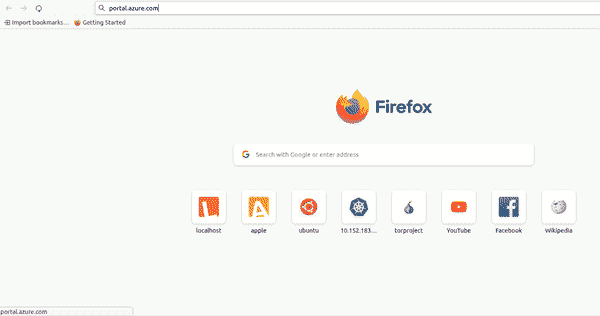 portal.azure.com
Import bookmarks... Getting Started
Firefox
Search with Google or enter address
localhost apple ubuntu 10.152.183... torproject YouTube Facebook Wikipedia
portal.azure.com